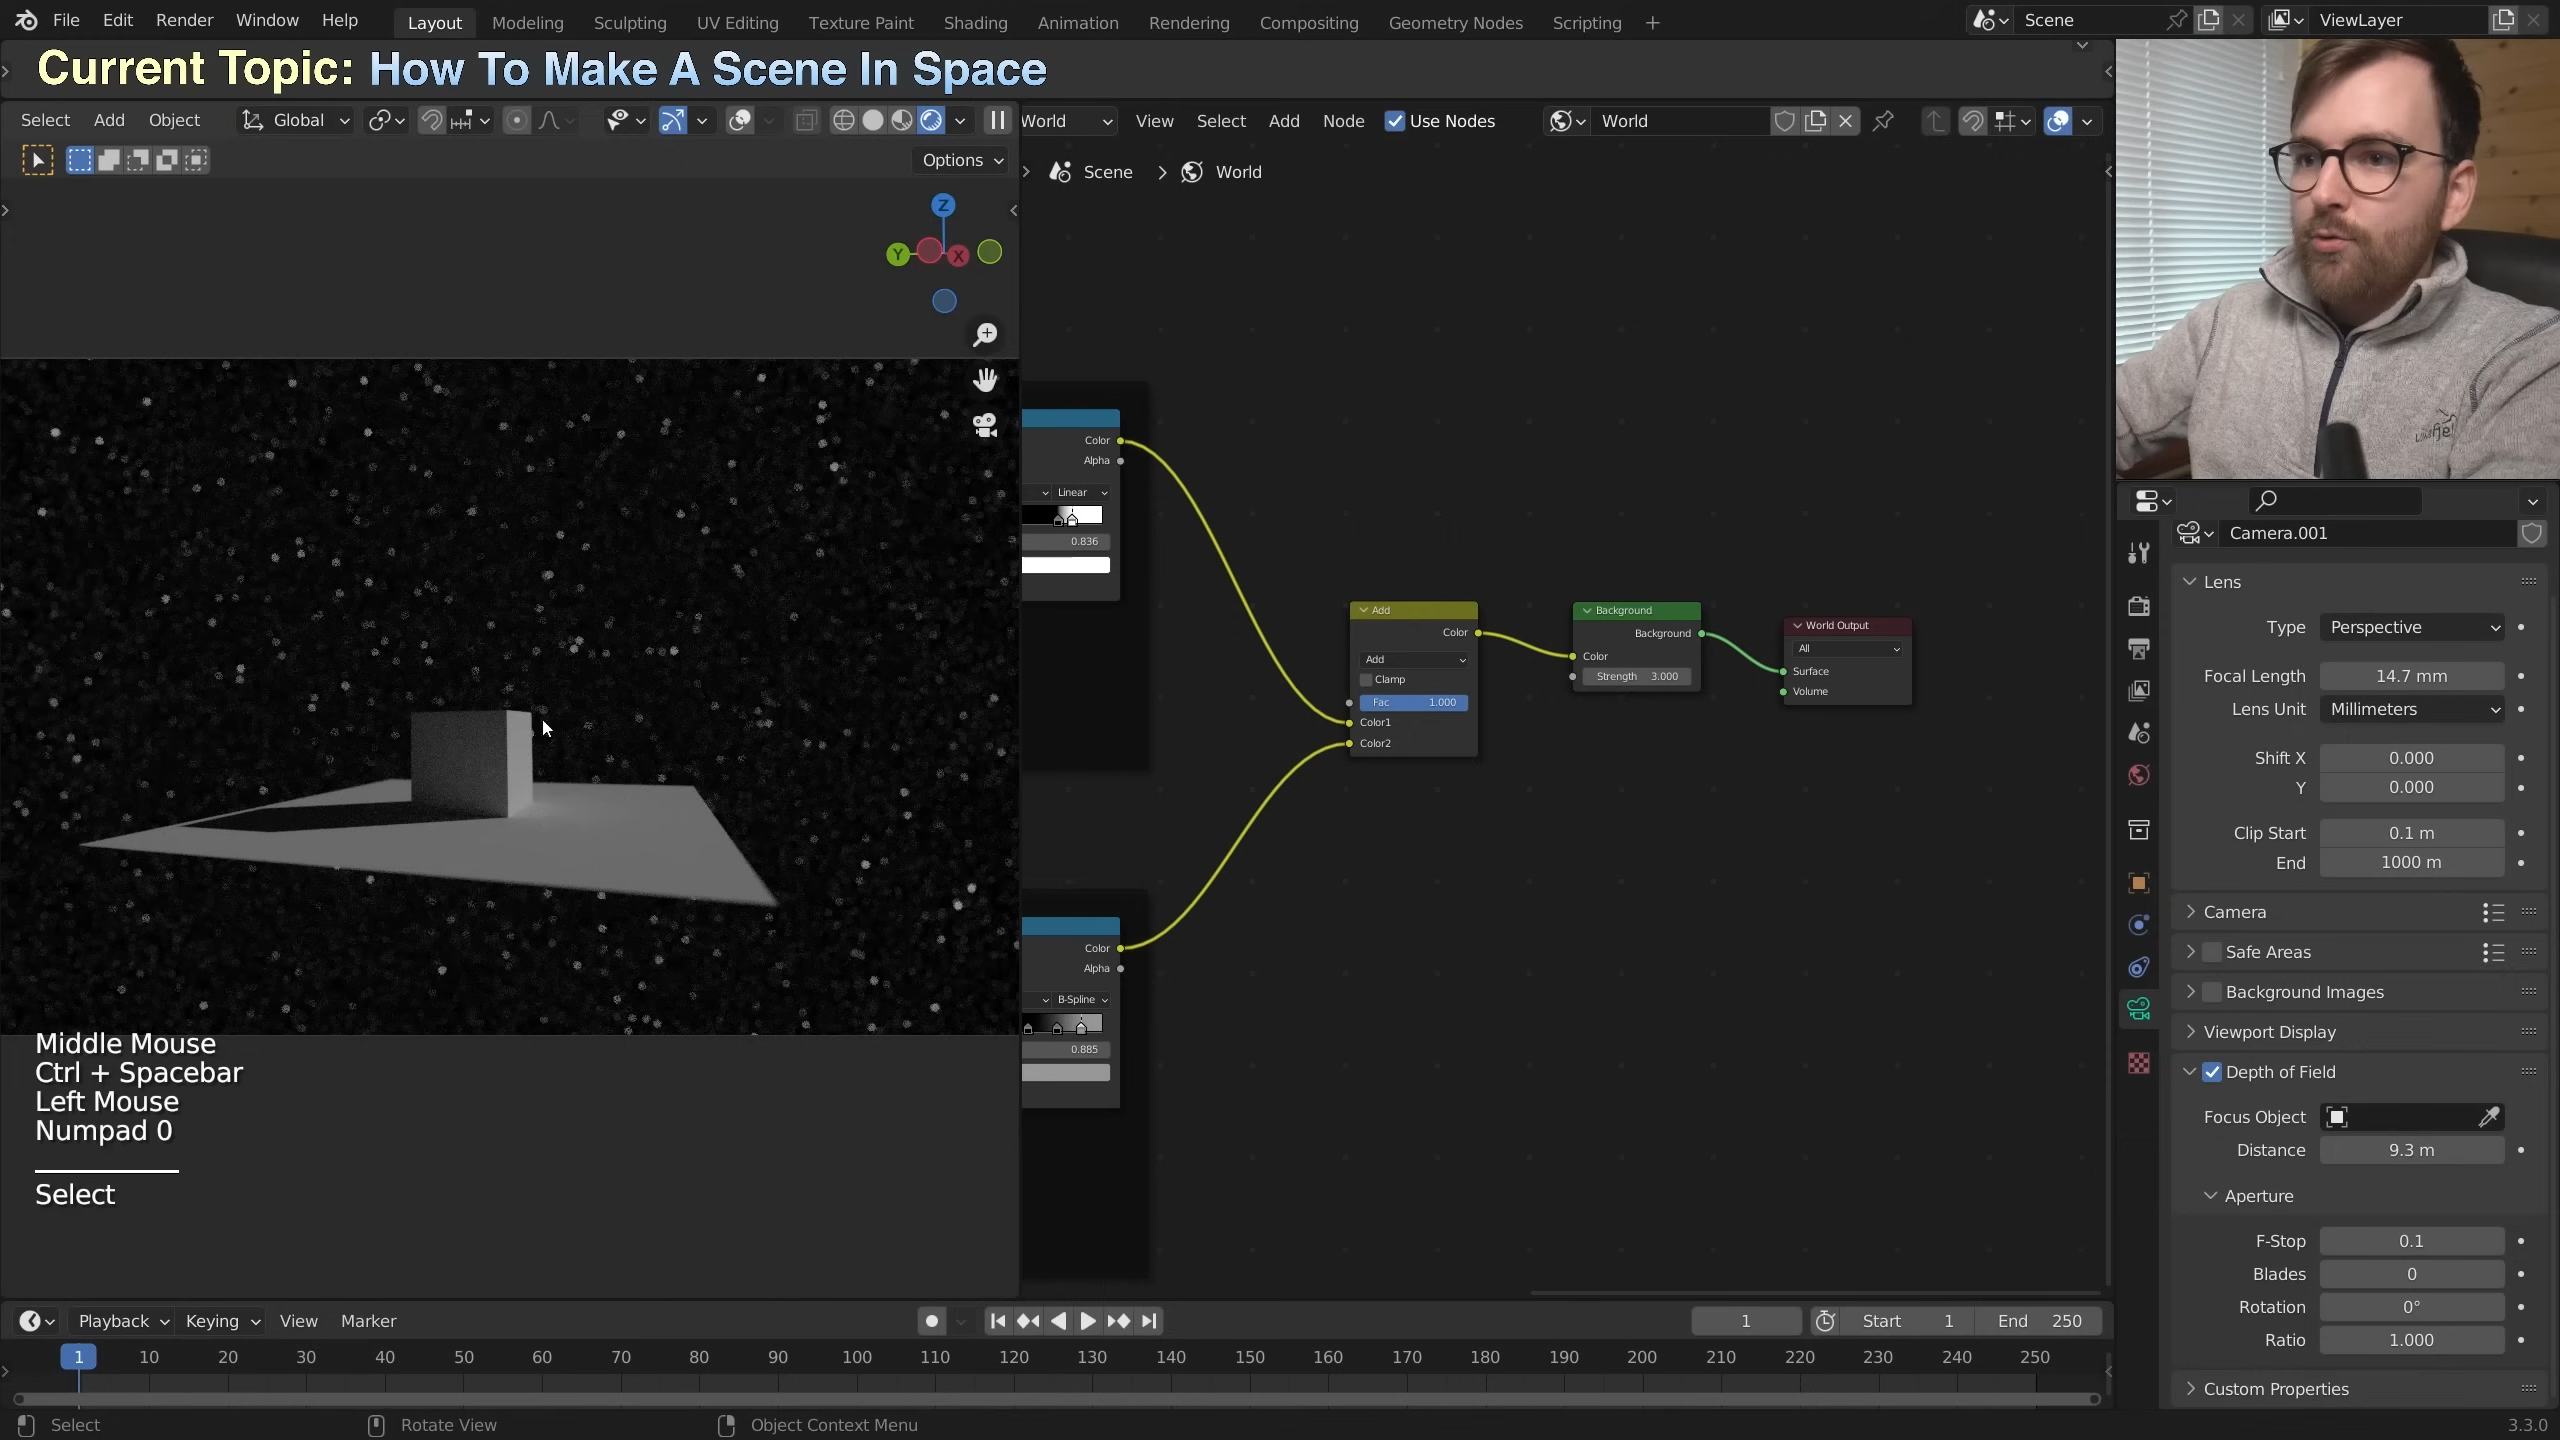 File Edit Render Window Help Layout Modeling Sculpting UV Editing Texture Paint Shading Animation Rendering Compositing Geometry Nodes Scripting + Scene ViewLayer
Current Topic: How To Make A Scene In Space
Select Add Object Global
World View Select Add Node Use Nodes World
Options
Scene > World
Z
Y X
Color
Alpha
Linear
0.836
Add
Color
Add
Clamp
Fac 1.000
Color1
Color2
Background
Background
Color
Strength 3.000
World Output
All
Surface
Volume
Color
Alpha
B-Spline
0.885
Middle Mouse
Ctrl + Spacebar
Left Mouse
Numpad 0
Select
Camera.001
Lens
Type Perspective
Focal Length 14.7 mm
Lens Unit Millimeters
Shift X 0.000
Y 0.000
Clip Start 0.1 m
End 1000 m
Camera
Safe Areas
Background Images
Viewport Display
Depth of Field
Focus Object
Distance 9.3 m
Aperture
F-Stop 0.1
Blades 0
Rotation 0°
Ratio 1.000
Custom Properties
Playback Keying View Marker 1 Start 1 End 250
1 10 20 30 40 50 60 70 80 90 100 110 120 130 140 150 160 170 180 190 200 210 220 230 240 250
Select Rotate View Object Context Menu 3.3.0